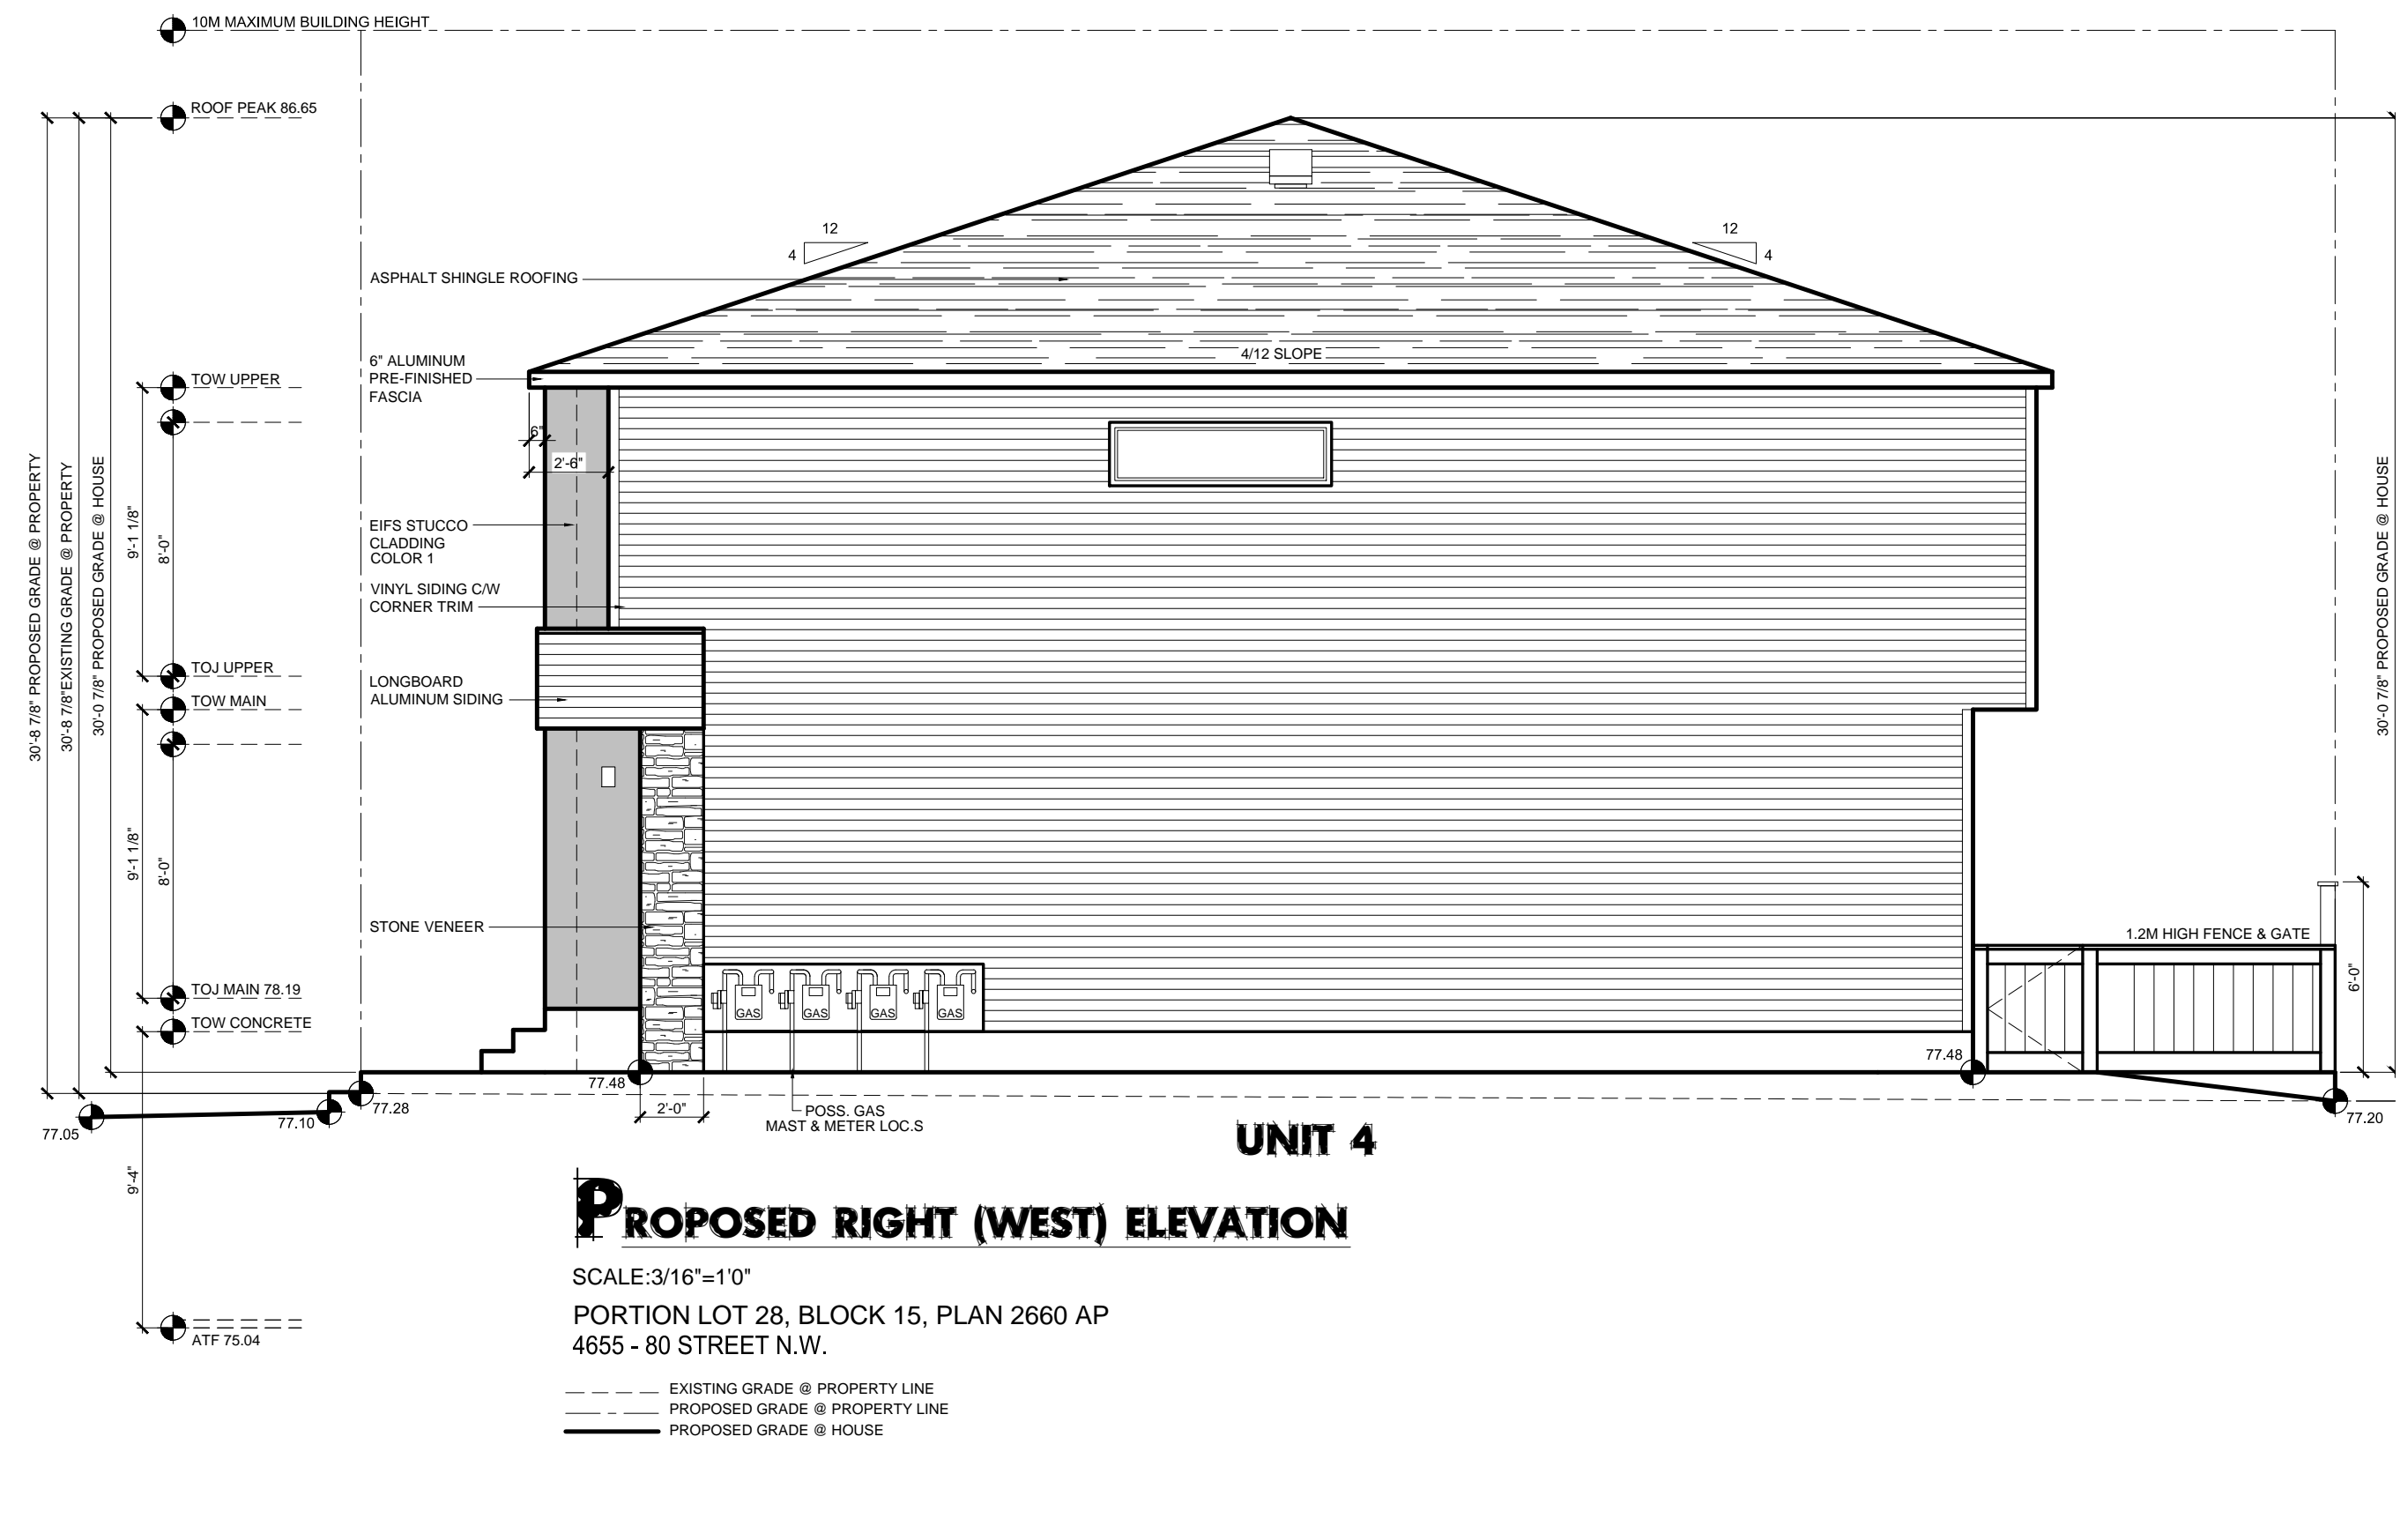 10M MAXIMUM BUILDING HEIGHT
ROOF PEAK 86.65
12
4
12
4
ASPHALT SHINGLE ROOFING
4/12 SLOPE
6" ALUMINUM
PRE-FINISHED
FASCIA
TOW UPPER
6"
2'-6"
30'-8 7/8" PROPOSED GRADE @ PROPERTY
30'-8 7/8"EXISTING GRADE @ PROPERTY
30'-0 7/8" PROPOSED GRADE @ HOUSE
9'-1 1/8"
8'-0"
30'-0 7/8" PROPOSED GRADE @ HOUSE
EIFS STUCCO
CLADDING
COLOR 1
VINYL SIDING C/W
CORNER TRIM
TOJ UPPER
TOW MAIN
LONGBOARD
ALUMINUM SIDING
9'-1 1/8"
8'-0"
STONE VENEER
1.2M HIGH FENCE & GATE
6'-0"
TOJ MAIN 78.19
TOW CONCRETE
GAS
GAS
GAS
GAS
77.48
77.48
77.28
77.10
77.05
2'-0"
POSS. GAS
MAST & METER LOC.S
77.20
9'-4"
UNIT 4
PROPOSED RIGHT (WEST) ELEVATION
SCALE:3/16"=1'0"
PORTION LOT 28, BLOCK 15, PLAN 2660 AP
4655 - 80 STREET N.W.
ATF 75.04
EXISTING GRADE @ PROPERTY LINE
PROPOSED GRADE @ PROPERTY LINE
PROPOSED GRADE @ HOUSE